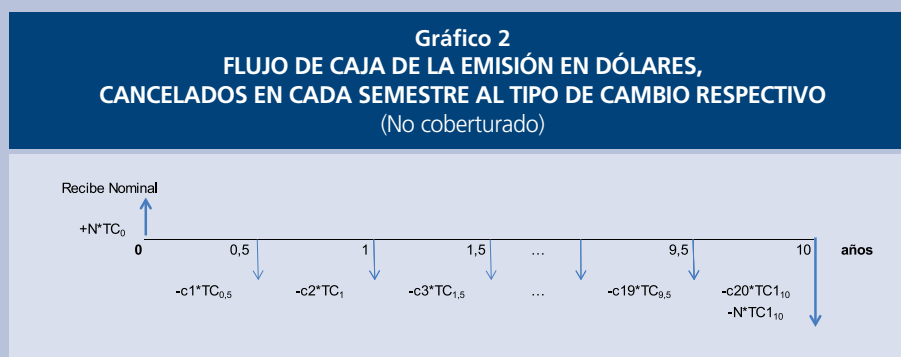 Gráfico 2
FLUJO DE CAJA DE LA EMISIÓN EN DÓLARES,
CANCELADOS EN CADA SEMESTRE AL TIPO DE CAMBIO RESPECTIVO
(No coberturado)
Recibe Nominal
+N*TC₀
0 0,5 1 1,5 ... 9,5 10 años
-c1*TC₀,₅ -c2*TC₁ -c3*TC₁,₅ ... -c19*TC₉,₅ -c20*TC1₁₀
-N*TC1₁₀